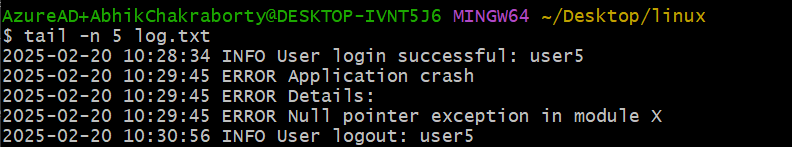 AzureAD+AbhikChakraborty@DESKTOP-IVNT5J6 MINGW64 ~/Desktop/linux
$ tail -n 5 log.txt
2025-02-20 10:28:34 INFO User login successful: user5
2025-02-20 10:29:45 ERROR Application crash
2025-02-20 10:29:45 ERROR Details:
2025-02-20 10:29:45 ERROR Null pointer exception in module X
2025-02-20 10:30:56 INFO User logout: user5